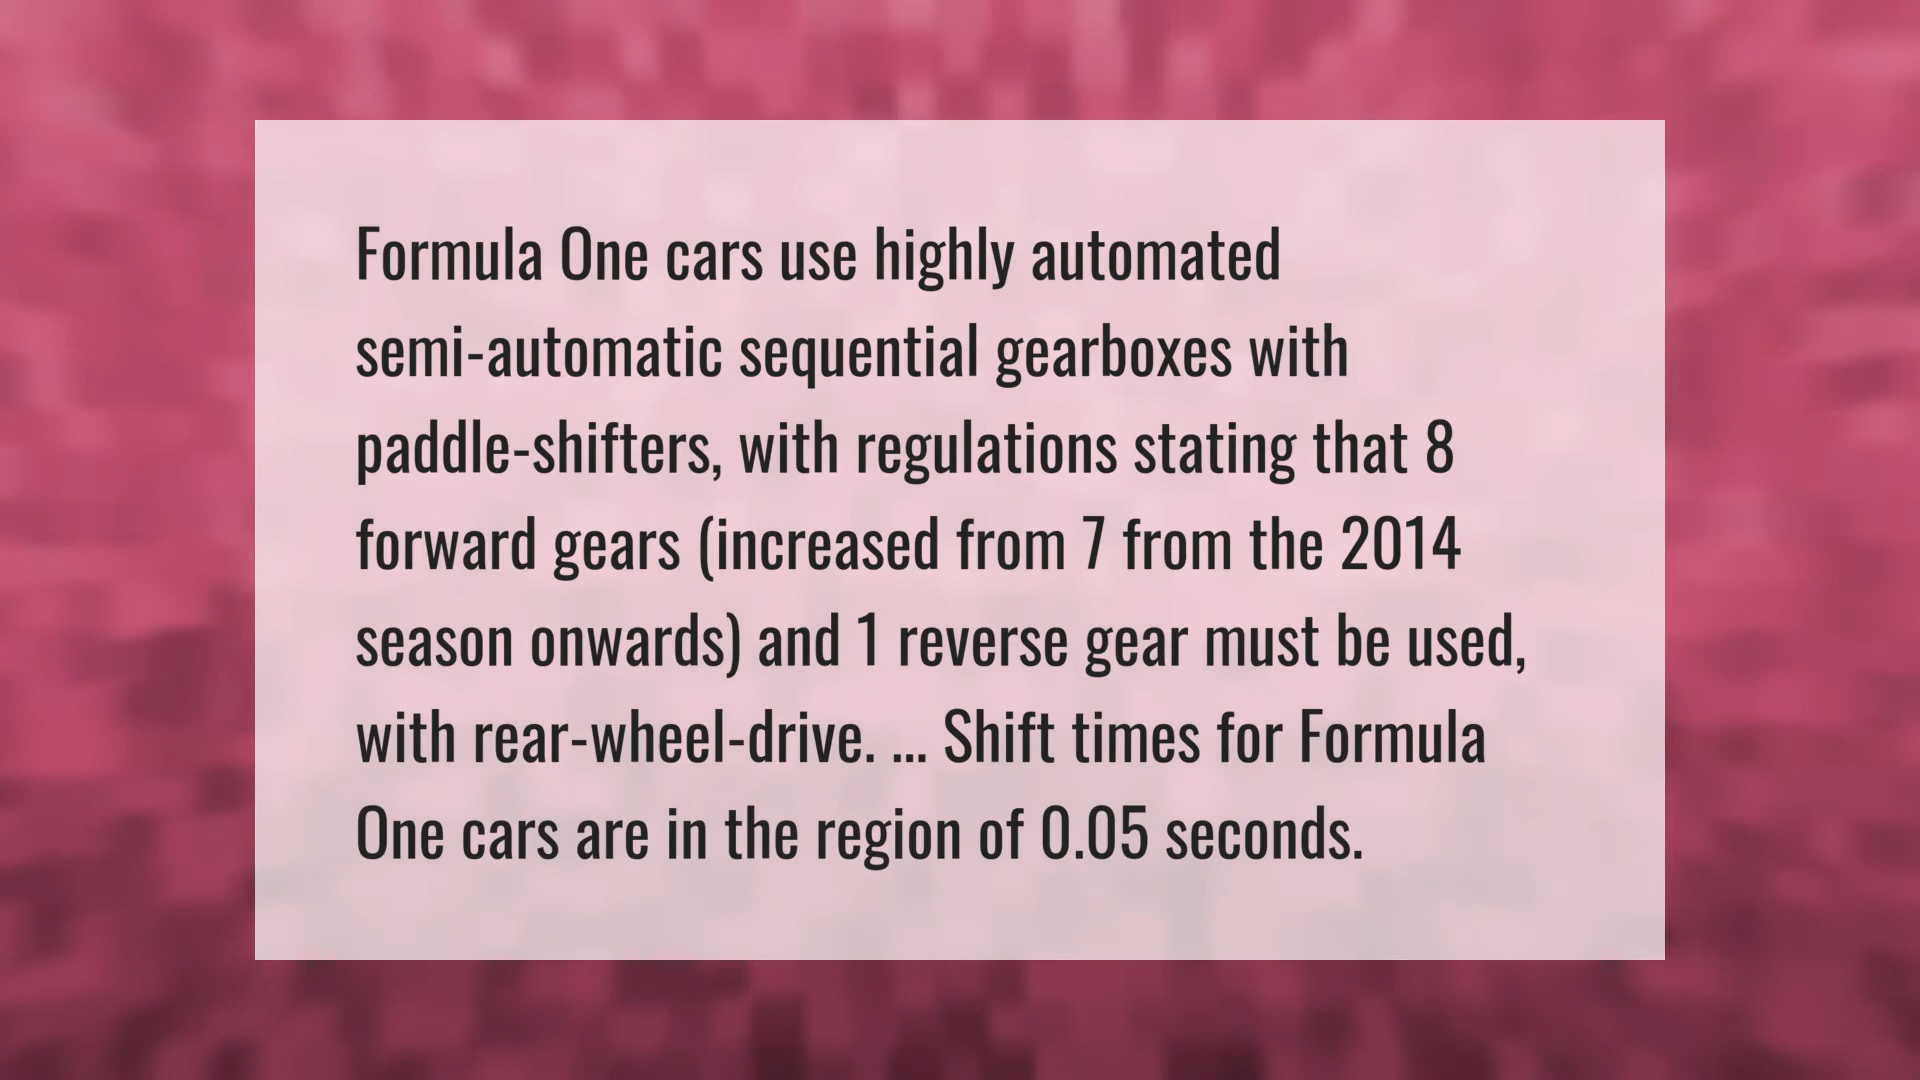 Formula One cars use highly automated
semi-automatic sequential gearboxes with
paddle-shifters, with regulations stating that 8
forward gears (increased from 7 from the 2014
season onwards) and 1 reverse gear must be used,
with rear-wheel-drive. ... Shift times for Formula
One cars are in the region of 0.05 seconds.